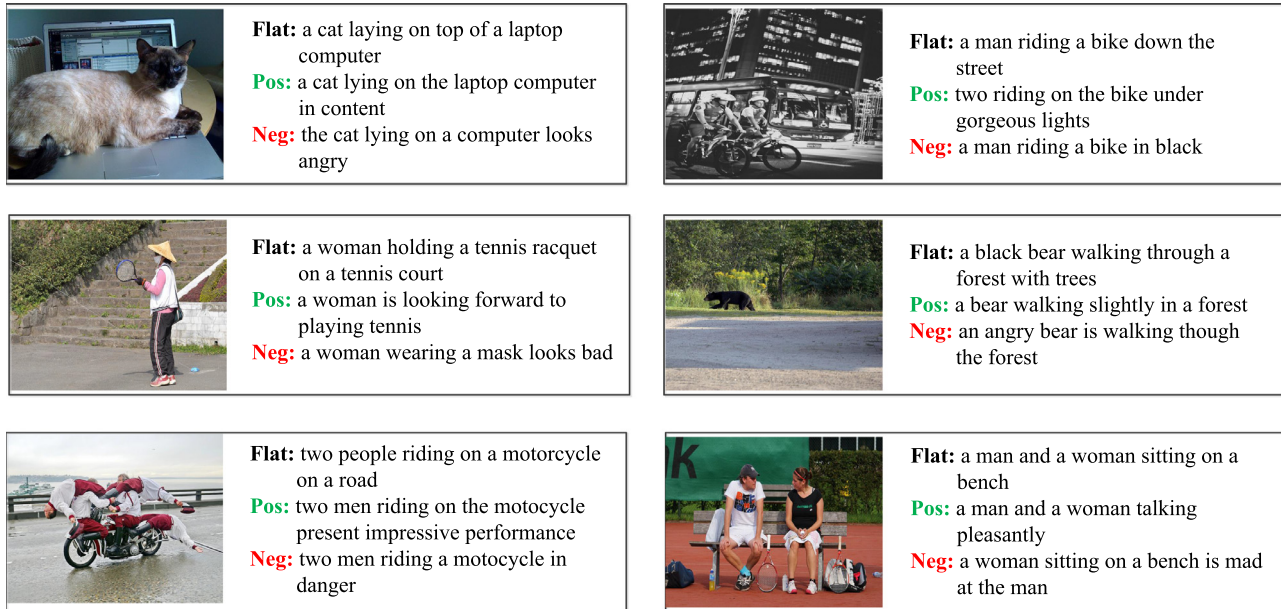 Flat: a cat laying on top of a laptop
computer
Pos: a cat lying on the laptop computer
in content
Neg: the cat lying on a computer looks
angry
Flat: a man riding a bike down the
street
Pos: two riding on the bike under
gorgeous lights
Neg: a man riding a bike in black
Flat: a woman holding a tennis racquet
on a tennis court
Pos: a woman is looking forward to
playing tennis
Neg: a woman wearing a mask looks bad
Flat: a black bear walking through a
forest with trees
Pos: a bear walking slightly in a forest
Neg: an angry bear is walking though
the forest
Flat: two people riding on a motorcycle
on a road
Pos: two men riding on the motocycle
present impressive performance
Neg: two men riding a motocycle in
danger
nk
Flat: a man and a woman sitting on a
bench
Pos: a man and a woman talking
pleasantly
Neg: a woman sitting on a bench is mad
at the man